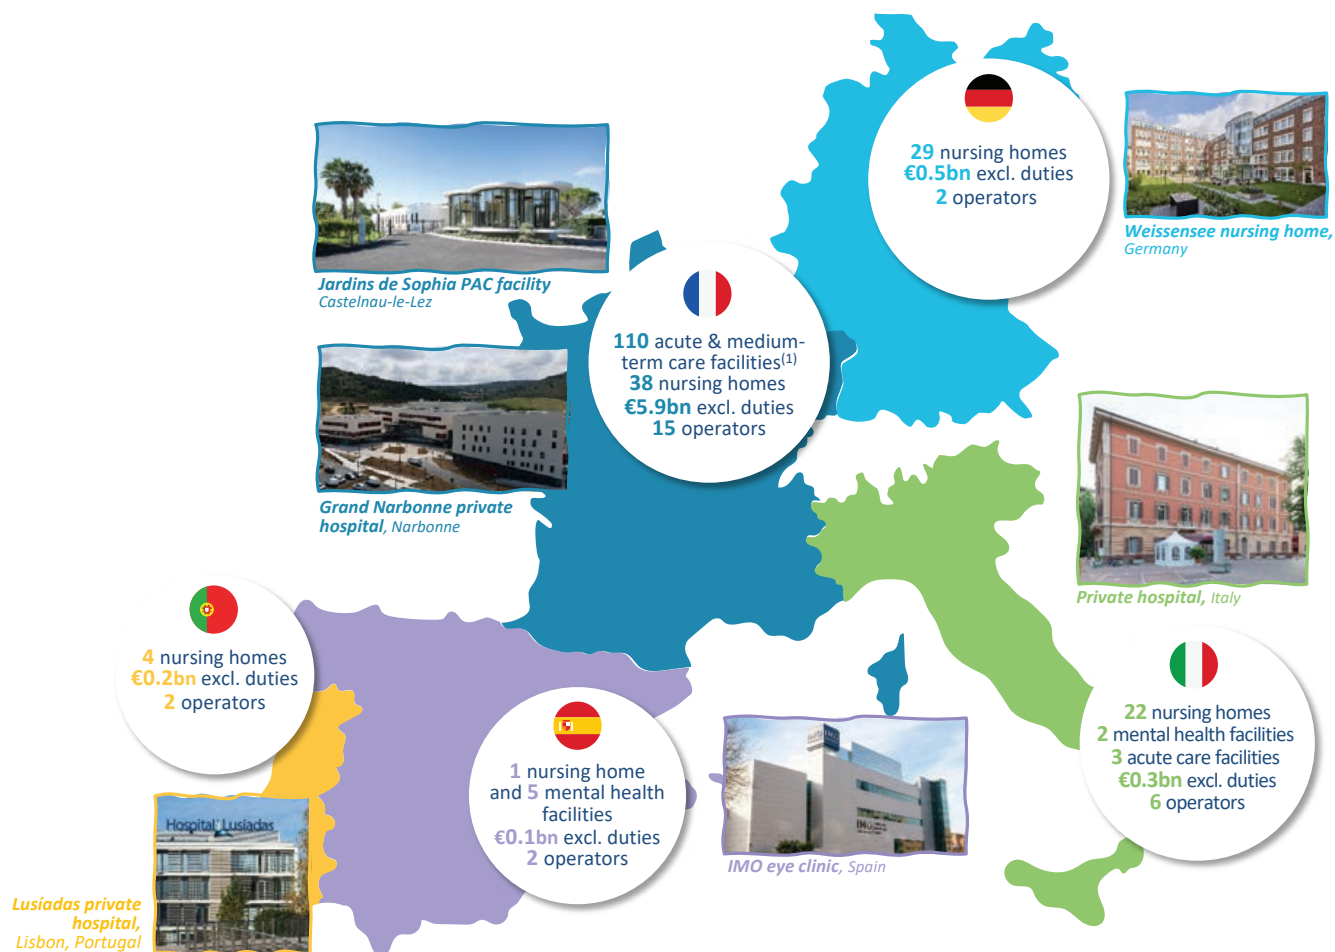 29 nursing homes
€0.5bn excl. duties
2 operators
Weissensee nursing home,
Germany
Jardins de Sophia PAC facility
Castelnau-le-Lez
110 acute & medium-
term care facilities(1)
38 nursing homes
€5.9bn excl. duties
15 operators
Grand Narbonne private
hospital, Narbonne
Private hospital, Italy
4 nursing homes
€0.2bn excl. duties
2 operators
22 nursing homes
2 mental health facilities
3 acute care facilities
€0.3bn excl. duties
6 operators
1 nursing home
and 5 mental health
facilities
€0.1bn excl. duties
2 operators
IMO
IMO
IMO eye clinic, Spain
Hospital Lusíadas
Lusíadas private
hospital,
Lisbon, Portugal